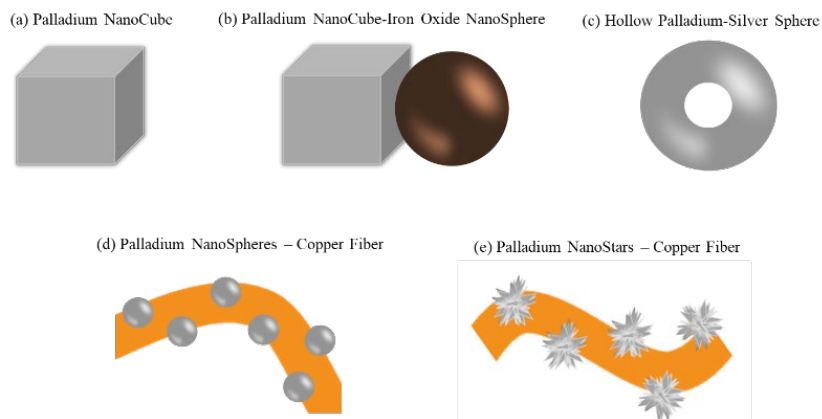 (a) Palladium NanoCube
(b) Palladium NanoCube-Iron Oxide NanoSphere
(c) Hollow Palladium-Silver Sphere
(d) Palladium NanoSpheres – Copper Fiber
(e) Palladium NanoStars – Copper Fiber